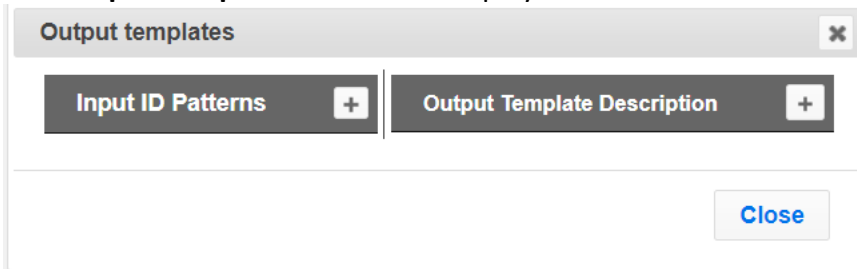 Output templates
Input ID Patterns + Output Template Description +
Close